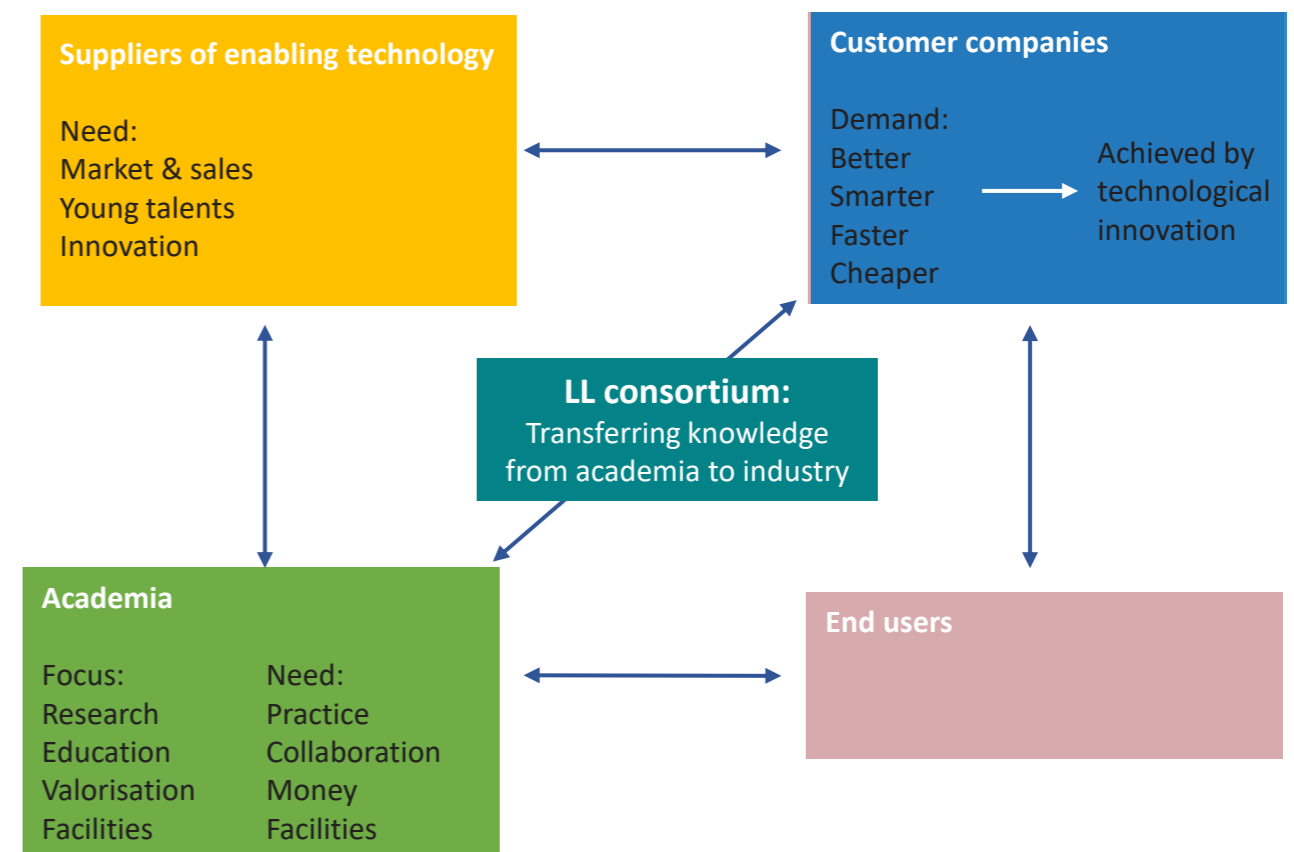 Suppliers of enabling technology
Need:
Market & sales
Young talents
Innovation
Customer companies
Demand:
Better
Smarter
Faster
Cheaper
Achieved by
technological
innovation
LL consortium:
Transferring knowledge
from academia to industry
Academia
Focus:
Research
Education
Valorisation
Facilities
Need:
Practice
Collaboration
Money
Facilities
End users